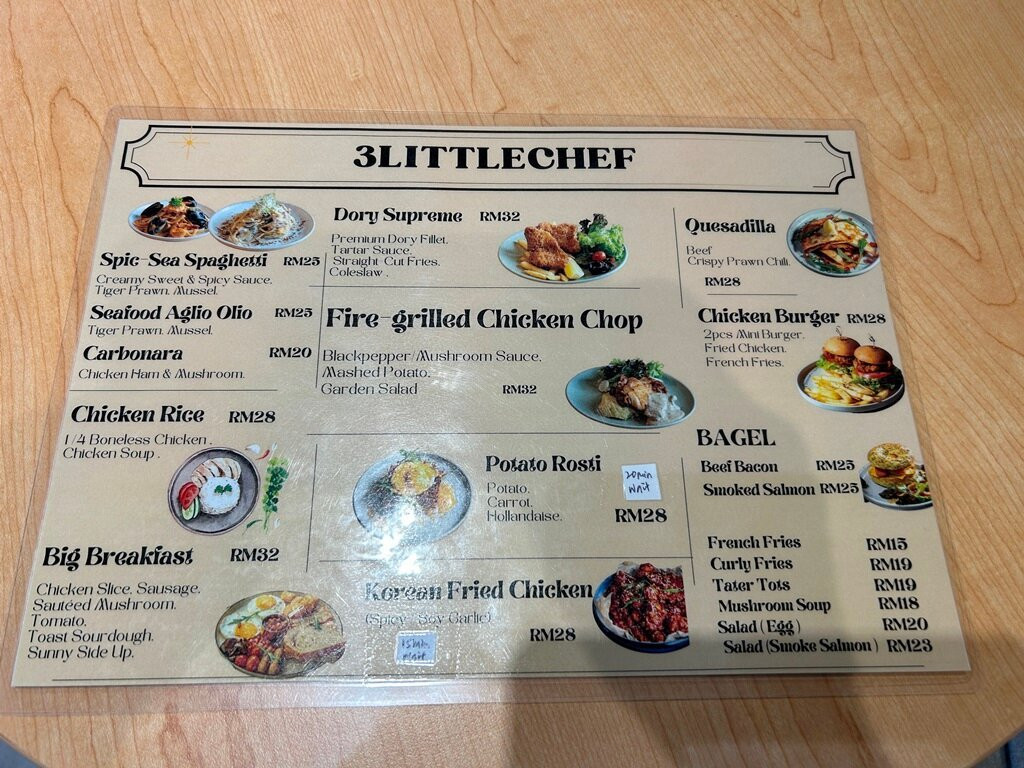 3LITTLECHEF
Spic-Sea Spaghetti RM25
Creamy Sweet & Spicy Sauce.
Tiger Prawn. Mussel.
Seafood Aglio Olio RM25
Tiger Prawn. Mussel.
Carbonara RM20
Chicken Ham & Mushroom.
Chicken Rice RM28
1/4 Boneless Chicken .
Chicken Soup .
Big Breakfast RM32
Chicken Slice. Sausage.
Sautéed Mushroom.
Tomato.
Toast Sourdough.
Sunny Side Up.
Dory Supreme RM32
Premium Dory Fillet.
Tartar Sauce.
Straight-Cut Fries.
Coleslaw .
Fire-grilled Chicken Chop
Blackpepper/Mushroom Sauce.
Mashed Potato.
Garden Salad RM32
Potato Rosti
20min
wait
Potato.
Carrot.
Hollandaise.
RM28
Korean Fried Chicken
(Spicy Soy Garlic)
RM28
15min
wait
Quesadilla
Beef
Crispy Prawn Chili.
RM28
Chicken Burger RM28
2pcs Mini Burger.
Fried Chicken.
French Fries.
BAGEL
Beef Bacon RM25
Smoked Salmon RM25
French Fries RM15
Curly Fries RM19
Tater Tots RM19
Mushroom Soup RM18
Salad (Egg) RM20
Salad (Smoke Salmon ) RM23